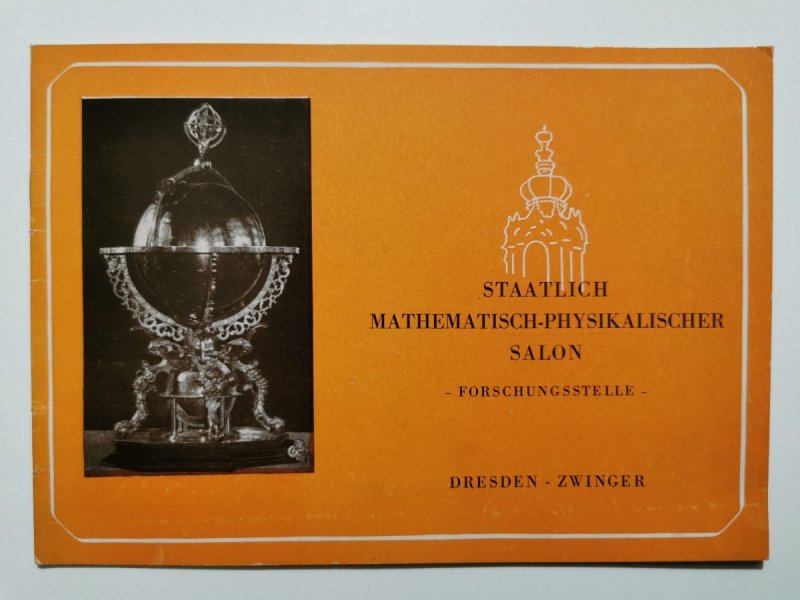 STAATLICH
MATHEMATISCH-PHYSIKALISCHER
SALON
– FORSCHUNGSSTELLE –
DRESDEN - ZWINGER